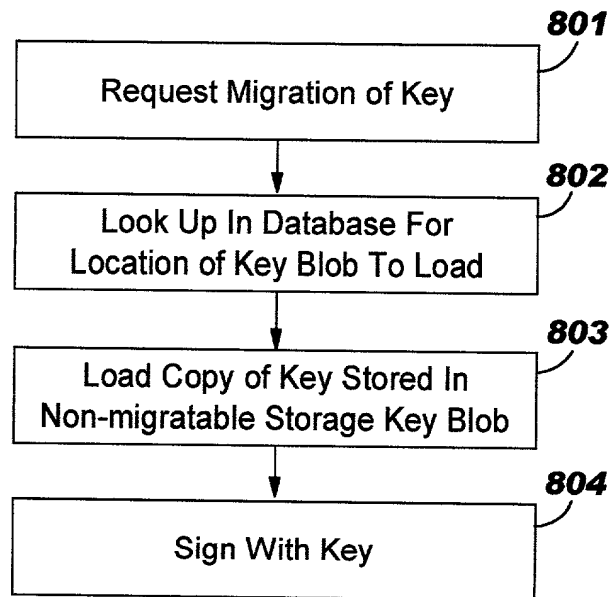 801
Request Migration of Key
802
Look Up In Database For
Location of Key Blob To Load
803
Load Copy of Key Stored In
Non-migratable Storage Key Blob
804
Sign With Key